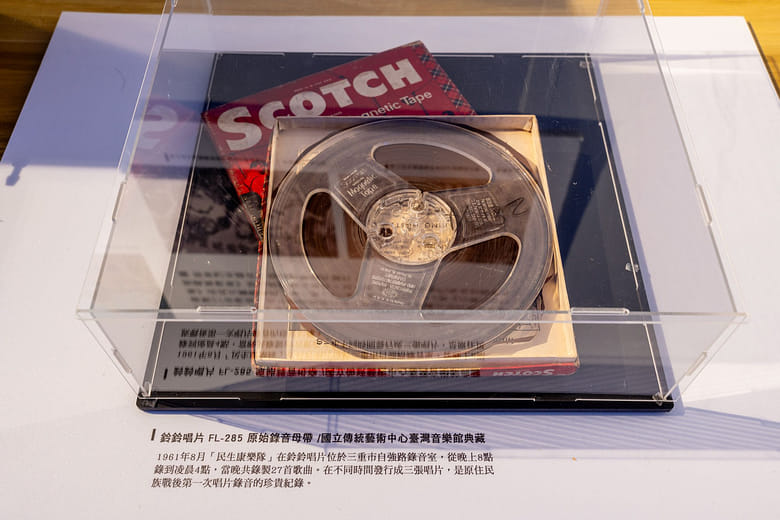 SCOTCH
Magnetic Tape
Magnetic
Tape
SCOTCH
鈴鈴唱片 FL-285 原始錄音母帶 /國立傳統藝術中心臺灣音樂館典藏
1961年8月「民生康樂隊」在鈴鈴唱片位於三重市自強路錄音室，從晚上8點
錄到凌晨4點，當晚共錄製27首歌曲。在不同時間發行成三張唱片，是原住民
族戰後第一次唱片錄音的珍貴紀錄。